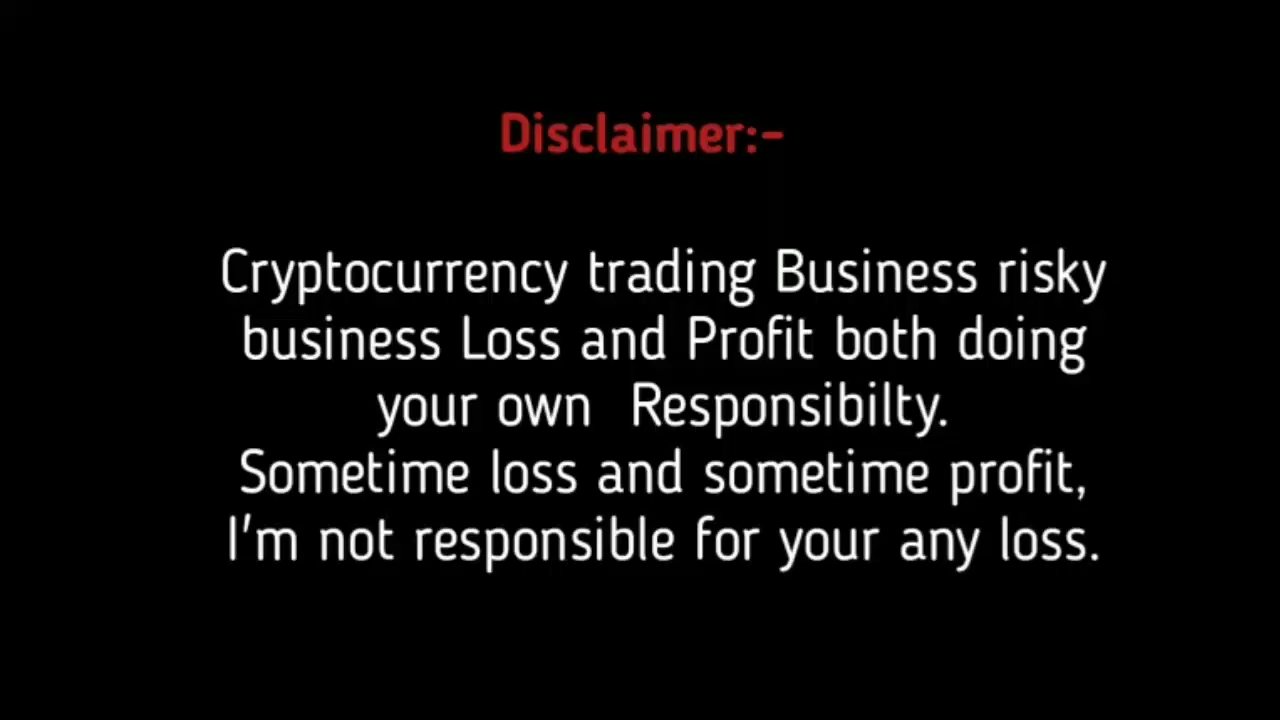 Disclaimer:-
Cryptocurrency trading Business risky
business Loss and Profit both doing
your own Responsibilty.
Sometime loss and sometime profit,
I'm not responsible for your any loss.